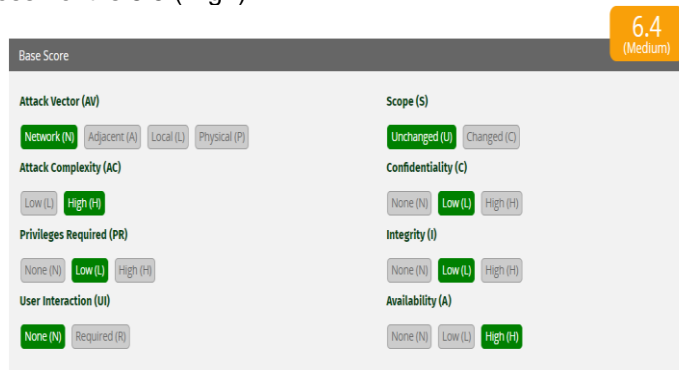 6.4
(Medium)
Base Score
Attack Vector (AV)
Network (N) Adjacent (A) Local (L) Physical (P)
Attack Complexity (AC)
Low (L) High (H)
Privileges Required (PR)
None (N) Low (L) High (H)
User Interaction (UI)
None (N) Required (R)
Scope (S)
Unchanged (U) Changed (C)
Confidentiality (C)
None (N) Low (L) High (H)
Integrity (I)
None (N) Low (L) High (H)
Availability (A)
None (N) Low (L) High (H)